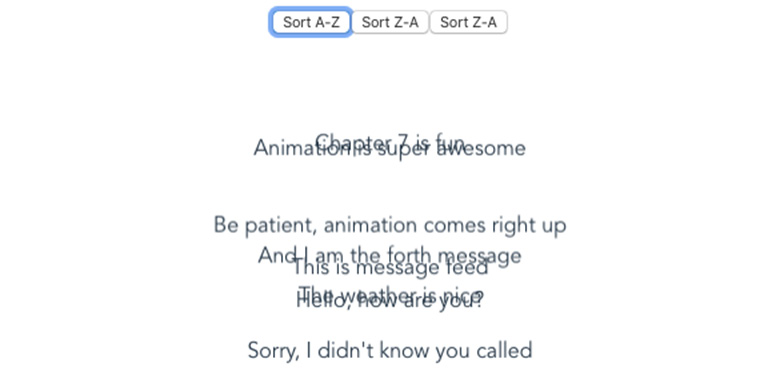 Sort A-Z Sort Z-A Sort Z-A
Chapter 7 is fun
Animation is super awesome
Be patient, animation comes right up
And I am the forth message
This is message feed
The weather is nice
Hello, how are you?
Sorry, I didn't know you called